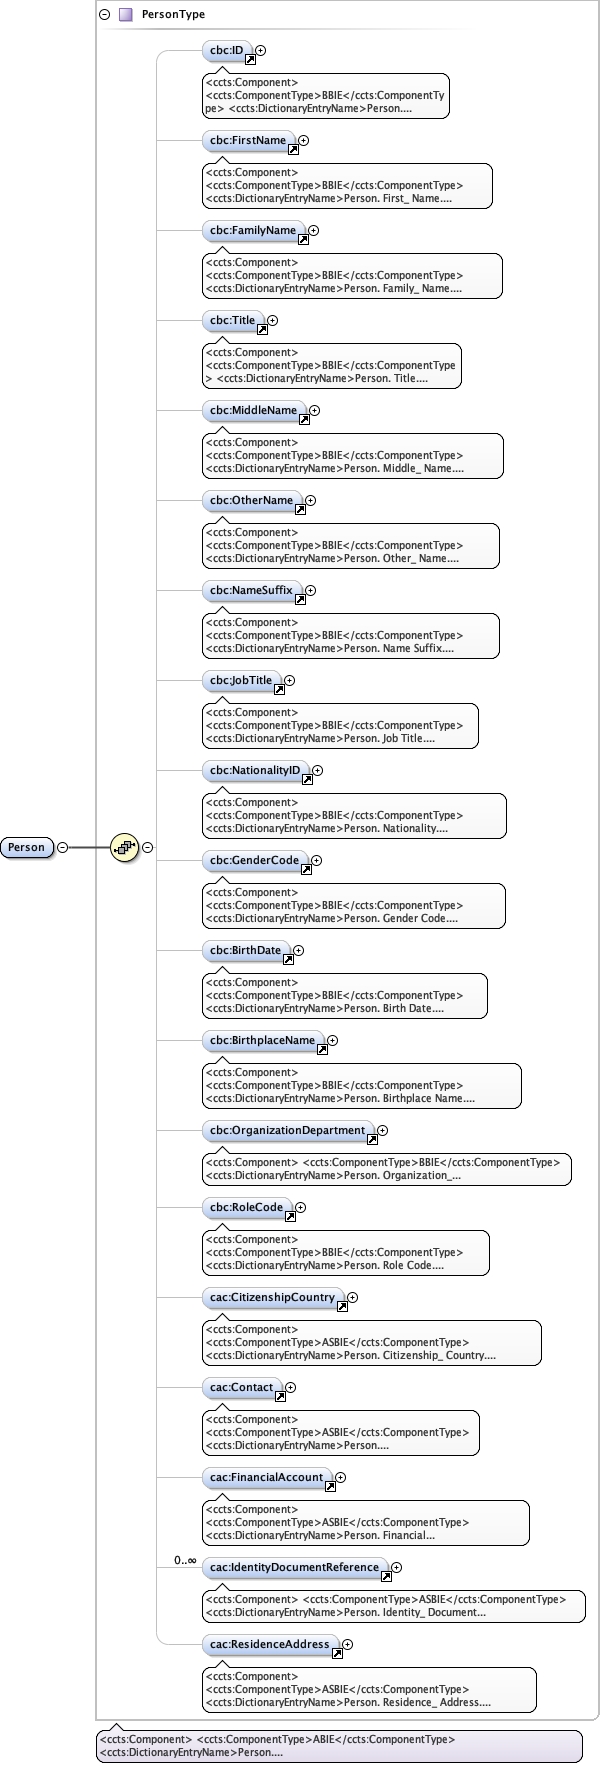 PersonType
cbc:ID
<ccts:Component>
<ccts:ComponentType>BBIE</ccts:ComponentTy
pe> <ccts:DictionaryEntryName>Person....
cbc:FirstName
<ccts:Component>
<ccts:ComponentType>BBIE</ccts:ComponentType>
<ccts:DictionaryEntryName>Person. First_ Name....
cbc:FamilyName
<ccts:Component>
<ccts:ComponentType>BBIE</ccts:ComponentType>
<ccts:DictionaryEntryName>Person. Family_ Name....
cbc:Title
<ccts:Component>
<ccts:ComponentType>BBIE</ccts:ComponentType
> <ccts:DictionaryEntryName>Person. Title....
cbc:MiddleName
<ccts:Component>
<ccts:ComponentType>BBIE</ccts:ComponentType>
<ccts:DictionaryEntryName>Person. Middle_ Name....
cbc:OtherName
<ccts:Component>
<ccts:ComponentType>BBIE</ccts:ComponentType>
<ccts:DictionaryEntryName>Person. Other_ Name....
cbc:NameSuffix
<ccts:Component>
<ccts:ComponentType>BBIE</ccts:ComponentType>
<ccts:DictionaryEntryName>Person. Name Suffix....
cbc:JobTitle
<ccts:Component>
<ccts:ComponentType>BBIE</ccts:ComponentType>
<ccts:DictionaryEntryName>Person. Job Title....
cbc:NationalityID
<ccts:Component>
<ccts:ComponentType>BBIE</ccts:ComponentType>
<ccts:DictionaryEntryName>Person. Nationality....
Person
cbc:GenderCode
<ccts:Component>
<ccts:ComponentType>BBIE</ccts:ComponentType>
<ccts:DictionaryEntryName>Person. Gender Code....
cbc:BirthDate
<ccts:Component>
<ccts:ComponentType>BBIE</ccts:ComponentType>
<ccts:DictionaryEntryName>Person. Birth Date....
cbc:BirthplaceName
<ccts:Component>
<ccts:ComponentType>BBIE</ccts:ComponentType>
<ccts:DictionaryEntryName>Person. Birthplace Name....
cbc:OrganizationDepartment
<ccts:Component> <ccts:ComponentType>BBIE</ccts:ComponentType>
<ccts:DictionaryEntryName>Person. Organization_...
cbc:RoleCode
<ccts:Component>
<ccts:ComponentType>BBIE</ccts:ComponentType>
<ccts:DictionaryEntryName>Person. Role Code....
cac:CitizenshipCountry
<ccts:Component>
<ccts:ComponentType>ASBIE</ccts:ComponentType>
<ccts:DictionaryEntryName>Person. Citizenship_ Country....
cac:Contact
<ccts:Component>
<ccts:ComponentType>ASBIE</ccts:ComponentType>
<ccts:DictionaryEntryName>Person....
cac:FinancialAccount
<ccts:Component>
<ccts:ComponentType>ASBIE</ccts:ComponentType>
<ccts:DictionaryEntryName>Person. Financial...
0..∞ cac:IdentityDocumentReference
<ccts:Component> <ccts:ComponentType>ASBIE</ccts:ComponentType>
<ccts:DictionaryEntryName>Person. Identity_ Document...
cac:ResidenceAddress
<ccts:Component>
<ccts:ComponentType>ASBIE</ccts:ComponentType>
<ccts:DictionaryEntryName>Person. Residence_ Address....
<ccts:Component> <ccts:ComponentType>ABIE</ccts:ComponentType>
<ccts:DictionaryEntryName>Person....